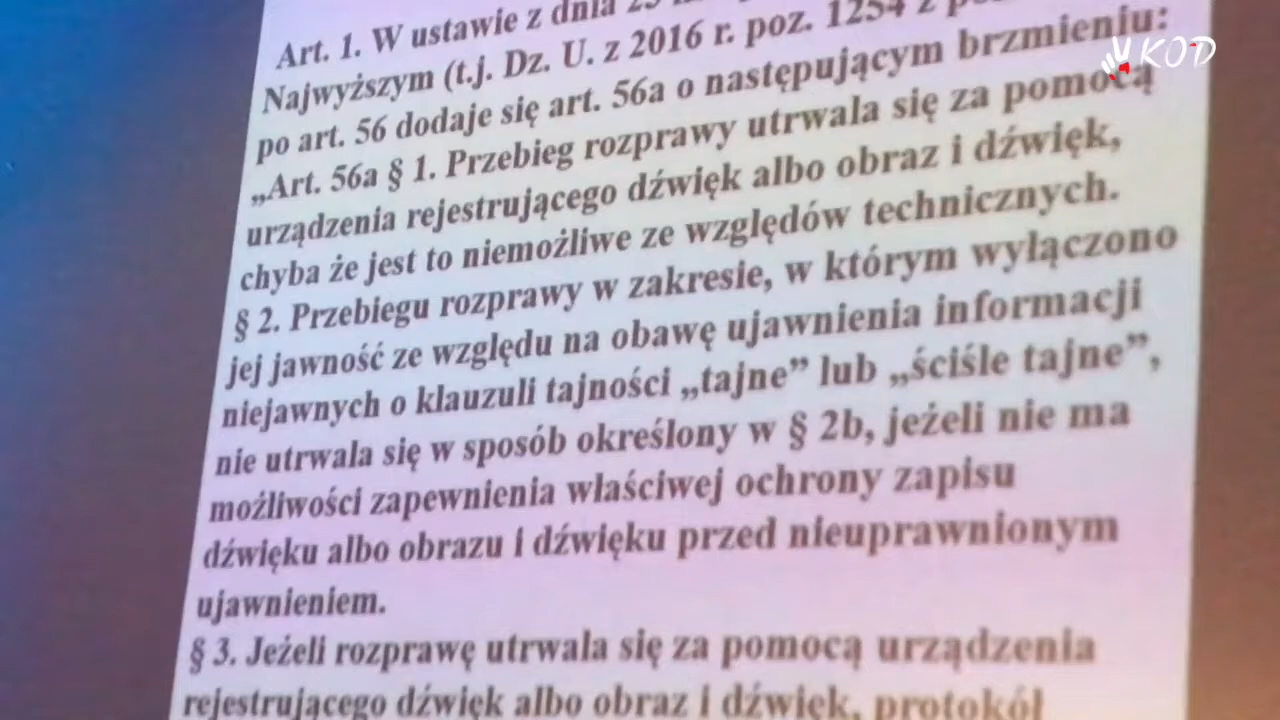 Art. 1. W ustawie z dnia
Najwyższym (t.j. Dz. U. z 2016 r. poz. 1254 z
po art. 56 dodaje się art. 56a o następującym brzmieniu:
„Art. 56a § 1. Przebieg rozprawy utrwala się za pomocą
urządzenia rejestrującego dźwięk albo obraz i dźwięk,
chyba że jest to niemożliwe ze względów technicznych.
§ 2. Przebiegu rozprawy w zakresie, w którym wyłączono
jej jawność ze względu na obawę ujawnienia informacji
niejawnych o klauzuli tajności „tajne” lub „ściśle tajne”,
nie utrwala się w sposób określony w § 2b, jeżeli nie ma
możliwości zapewnienia właściwej ochrony zapisu
dźwięku albo obrazu i dźwięku przed nieuprawnionym
ujawnieniem.
§ 3. Jeżeli rozprawę utrwala się za pomocą urządzenia
rejestrującego dźwięk albo obraz i dźwięk, protokół
KOD